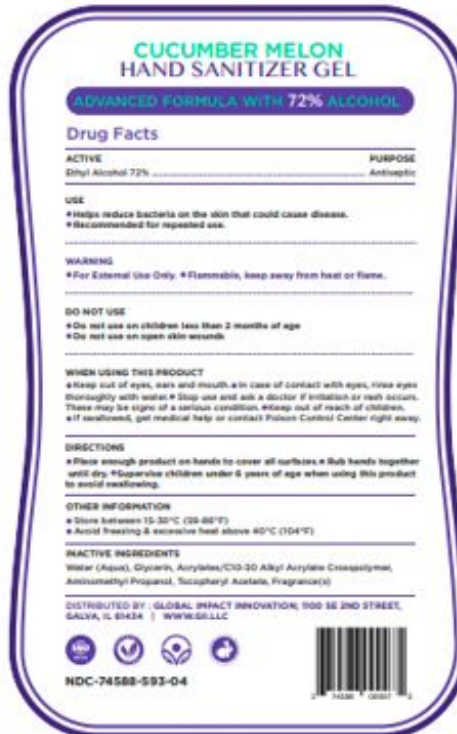 CUCUMBER MELON
HAND SANITIZER GEL
ADVANCED FORMULA WITH 72% ALCOHOL
Drug Facts
ACTIVE PURPOSE
Ethyl Alcohol 72% Antiseptic
USE
Helps reduce bacteria on the skin that could cause disease.
Recommended for repeated use.
WARNING
For External Use Only. Flammable, keep away from heat or flame.
DO NOT USE
Do not use on children less than 2 months of age
Do not use on open skin wounds
WHEN USING THIS PRODUCT
Keep out of eyes, ears and mouth. In case of contact with eyes, rinse eyes
thoroughly with water. Stop use and ask a doctor if irritation or rash occurs.
There may be signs of a serious condition. Keep out of reach of children.
If swallowed, get medical help or contact Poison Control Center right away.
DIRECTIONS
Place enough product on hands to cover all surfaces. Rub hands together
until dry. Supervise children under 6 years of age when using this product
to avoid swallowing.
OTHER INFORMATION
Store between 15-30°C (59-86°F)
Avoid freezing & excessive heat above 40°C (104°F)
INACTIVE INGREDIENTS
Water (Aqua), Glycerin, Acrylates/C10-30 Alkyl Acrylate Crosspolymer,
Aminomethyl Propanol, Tocopheryl Acetate, Fragrance(s)
DISTRIBUTED BY : GLOBAL IMPACT INNOVATION; 1100 SE 2ND STREET,
GALVA, IL 61434 | WWW.GII.LLC
ISO
NDC-74588-593-04